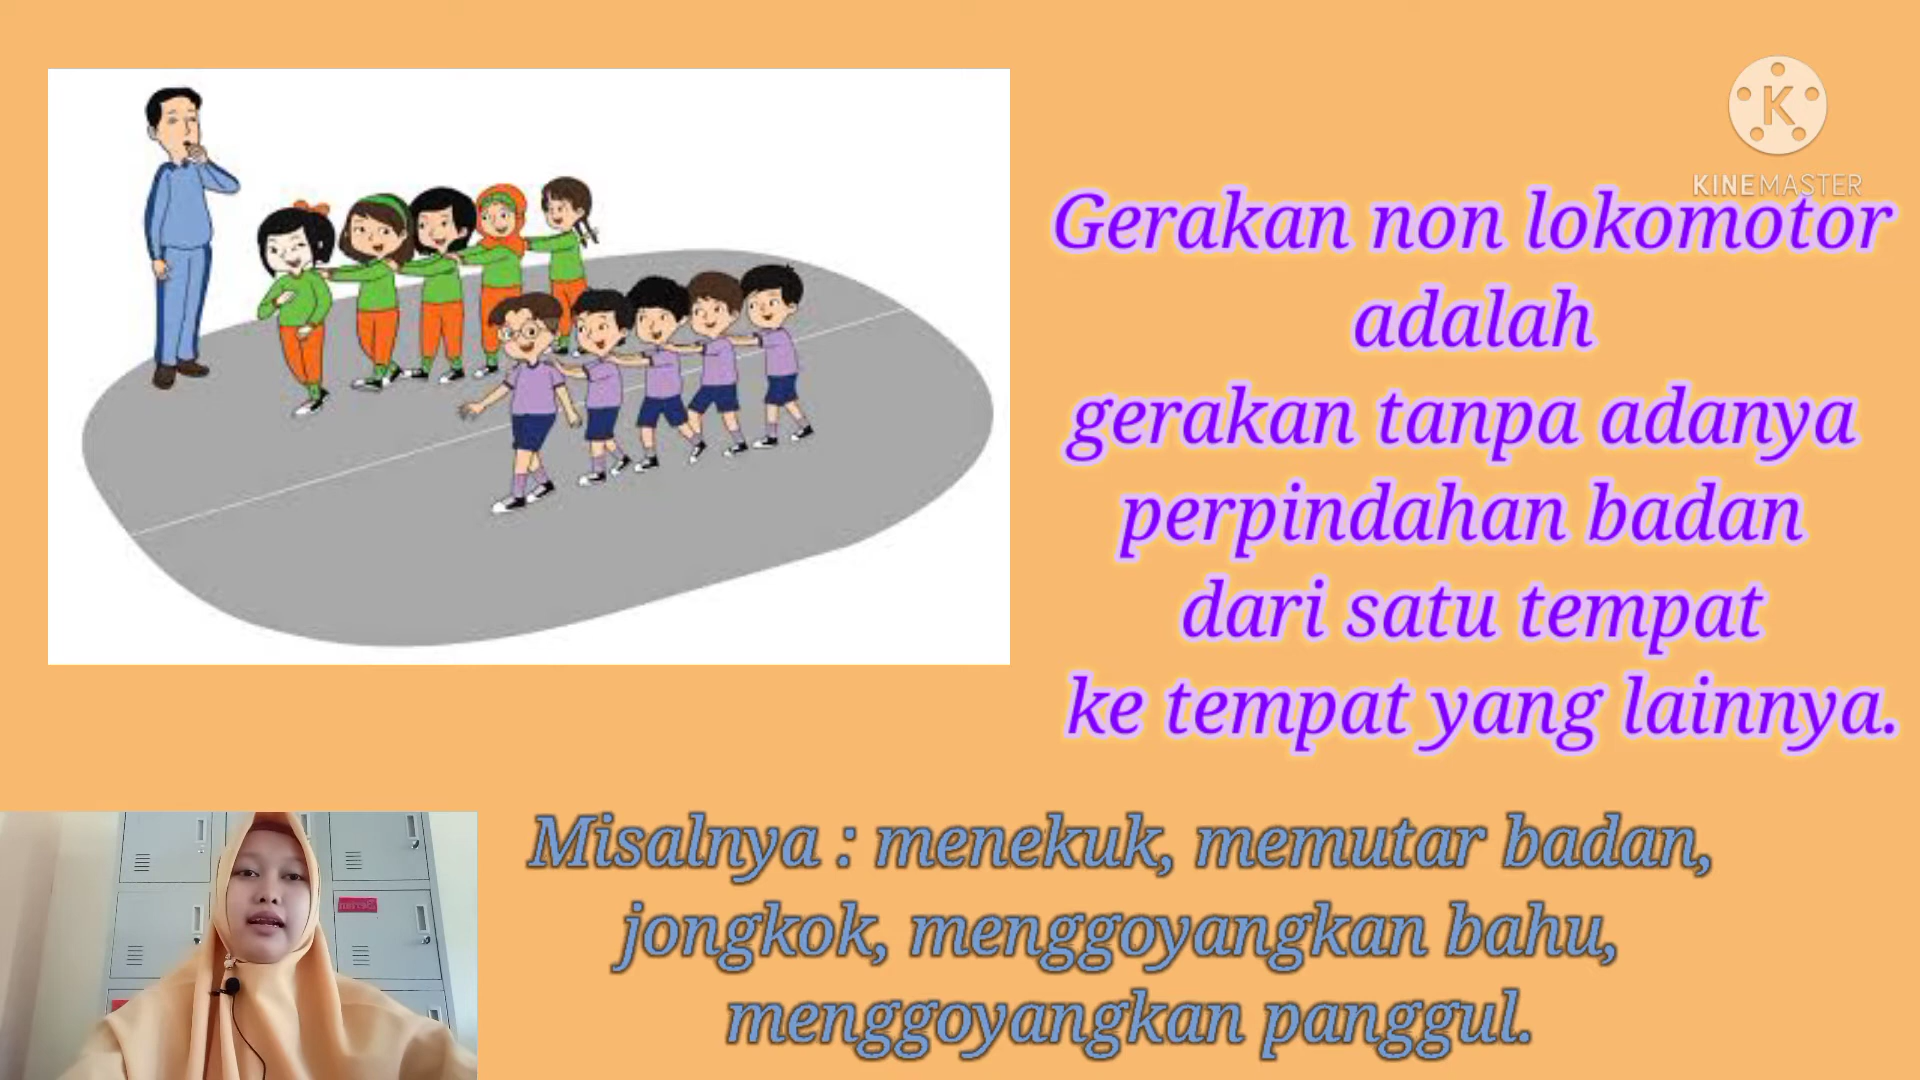 KINEMASTER
Gerakan non lokomotor
adalah
gerakan tanpa adanya
perpindahan badan
dari satu tempat
ke tempat yang lainnya.
Misalnya : menekuk, memutar badan,
jongkok, menggoyangkan bahu,
menggoyangkan panggul.